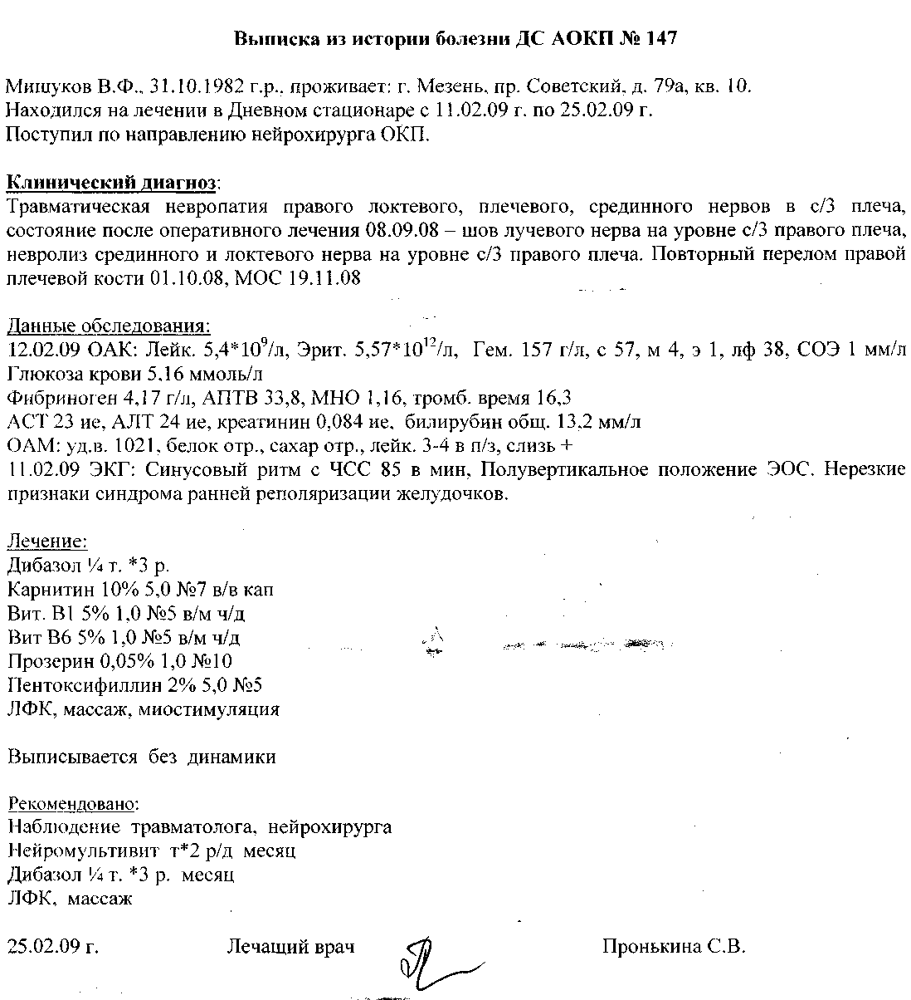 Выписка из истории болезни ДС АОКП № 147
Мишуков В.Ф., 31.10.1982 г.р., проживает: г. Мезень, пр. Советский, д. 79а, кв. 10.
Находился на лечении в Дневном стационаре с 11.02.09 г. по 25.02.09 г.
Поступил по направлению нейрохирурга ОКП.
Клинический диагноз:
Травматическая невропатия правого локтевого, плечевого, срединного нервов в с/3 плеча,
состояние после оперативного лечения 08.09.08 – шов лучевого нерва на уровне с/3 правого плеча,
невролиз срединного и локтевого нерва на уровне с/3 правого плеча. Повторный перелом правой
плечевой кости 01.10.08, МОС 19.11.08
Данные обследования:
12.02.09 ОАК: Лейк. 5,4*10⁹/л, Эрит. 5,57*10¹²/л, Гем. 157 г/л, с 57, м 4, э 1, лф 38, СОЭ 1 мм/л
Глюкоза крови 5,16 ммоль/л
Фибриноген 4,17 г/л, АПТВ 33,8, МНО 1,16, тромб. время 16,3
АСТ 23 ие, АЛТ 24 ие, креатинин 0,084 ие, билирубин общ. 13,2 мм/л
ОАМ: уд.в. 1021, белок отр., сахар отр., лейк. 3-4 в п/з, слизь +
11.02.09 ЭКГ: Синусовый ритм с ЧСС 85 в мин, Полувертикальное положение ЭОС. Нерезкие
признаки синдрома ранней реполяризации желудочков.
Лечение:
Дибазол ¼ т. *3 р.
Карнитин 10% 5,0 №7 в/в кап
Вит. В1 5% 1,0 №5 в/м ч/д
Вит В6 5% 1,0 №5 в/м ч/д
Прозерин 0,05% 1,0 №10
Пентоксифиллин 2% 5,0 №5
ЛФК, массаж, миостимуляция
Выписывается без динамики
Рекомендовано:
Наблюдение травматолога, нейрохирурга
Нейромультивит т*2 р/д месяц
Дибазол ¼ т. *3 р. месяц
ЛФК, массаж
25.02.09 г. Лечащий врач Пронькина С.В.